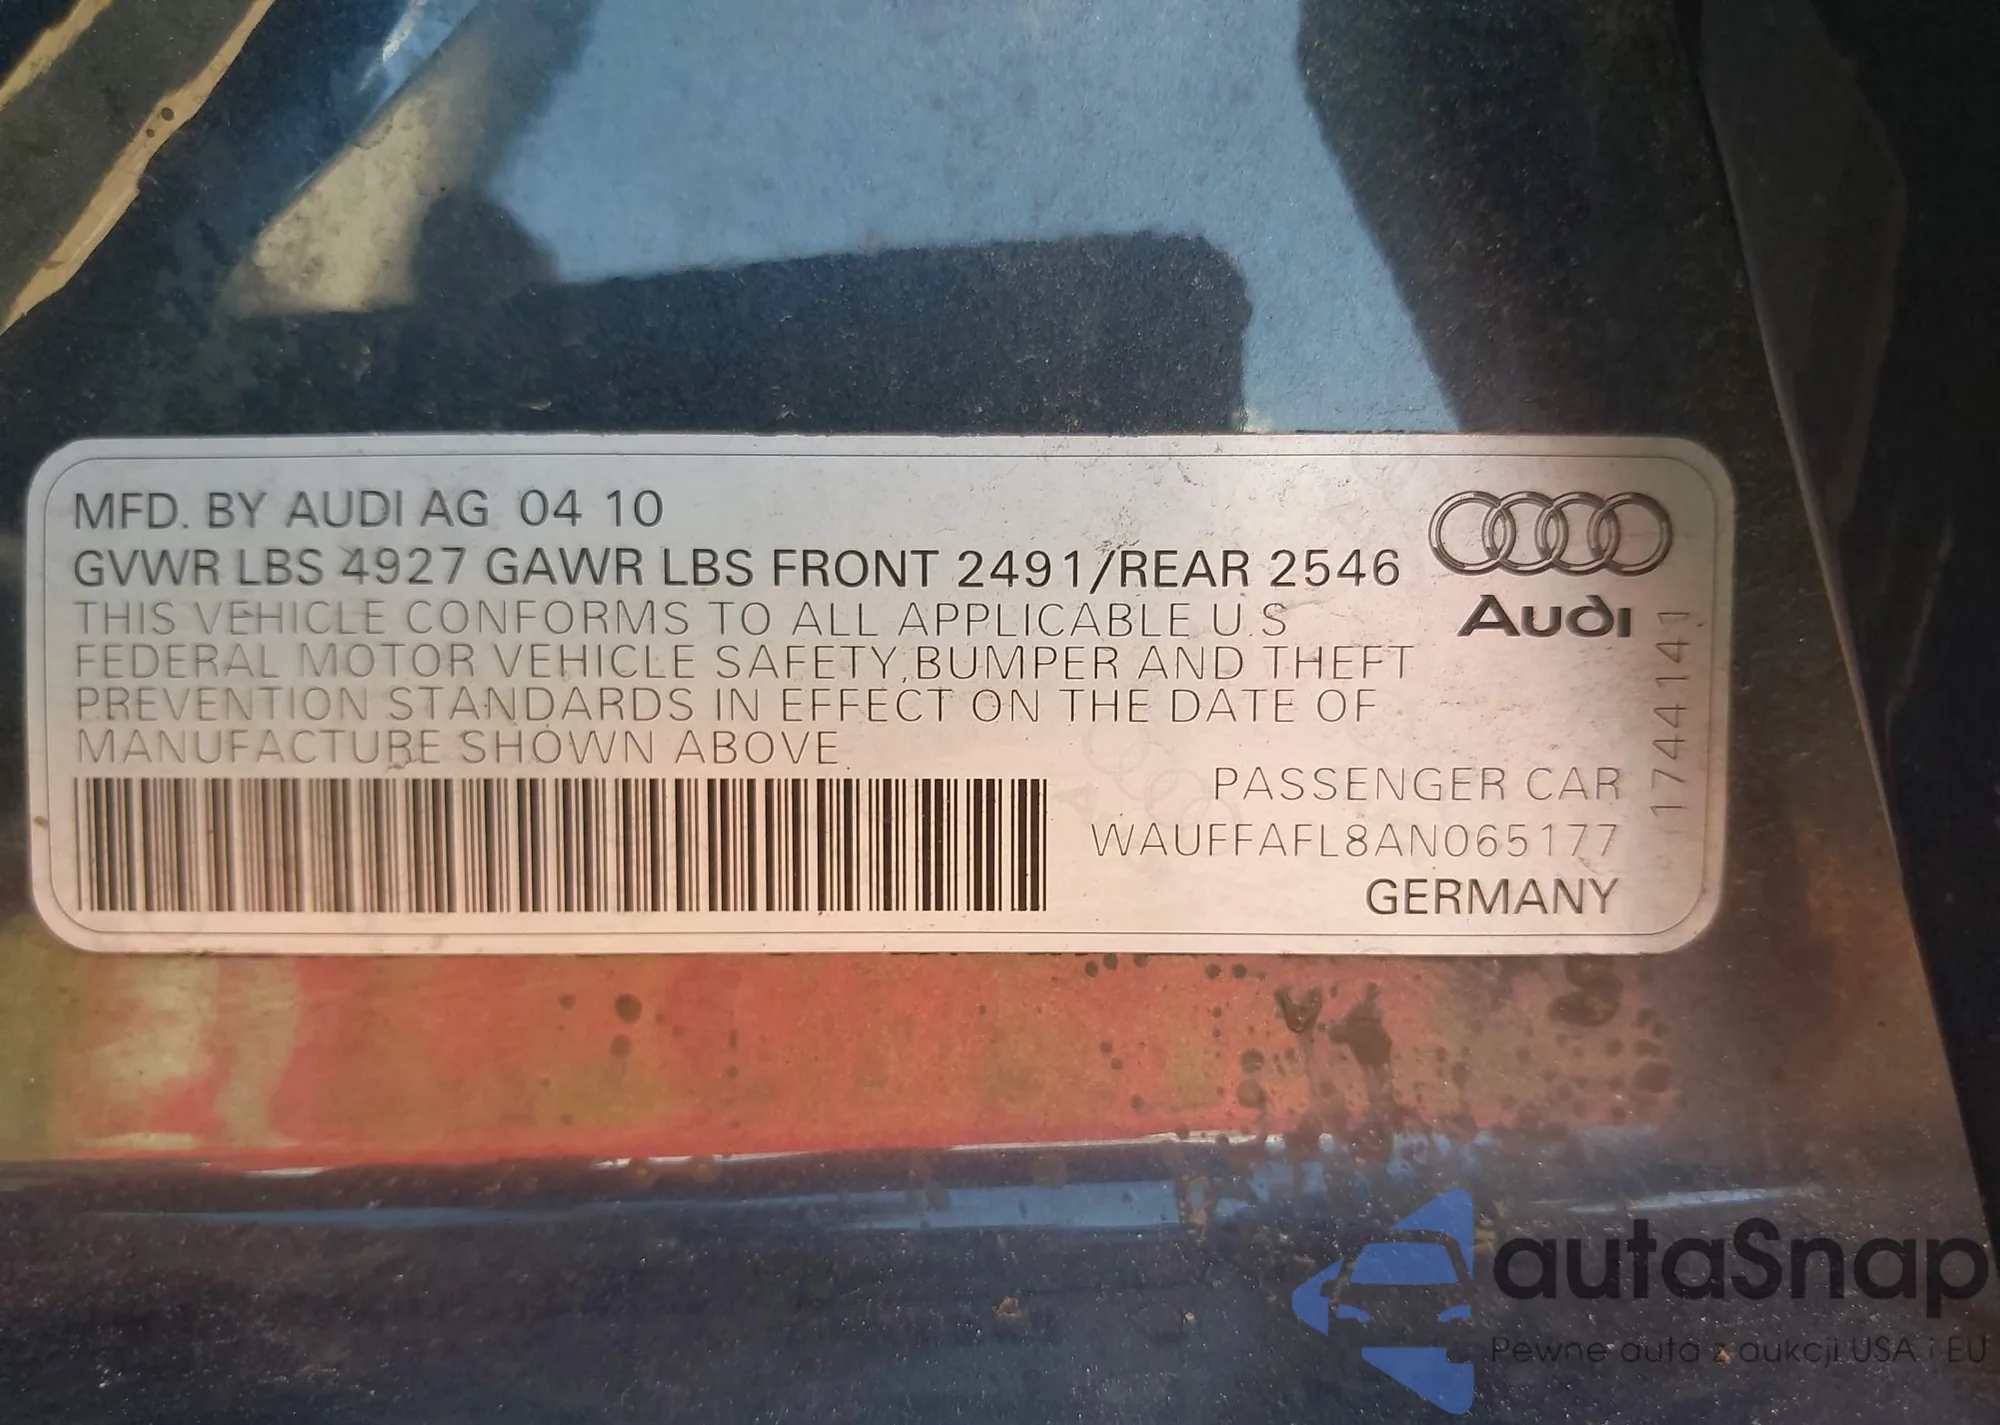 MFD. BY AUDI AG 04 10
GVWR LBS 4927 GAWR LBS FRONT 2491/REAR 2546
THIS VEHICLE CONFORMS TO ALL APPLICABLE U.S
FEDERAL MOTOR VEHICLE SAFETY,BUMPER AND THEFT
PREVENTION STANDARDS IN EFFECT ON THE DATE OF
MANUFACTURE SHOWN ABOVE.
Audi
1744141
PASSENGER CAR
WAUFFAFL8AN065177
GERMANY
autaSnap
Pewne auta z aukcji USA i EU